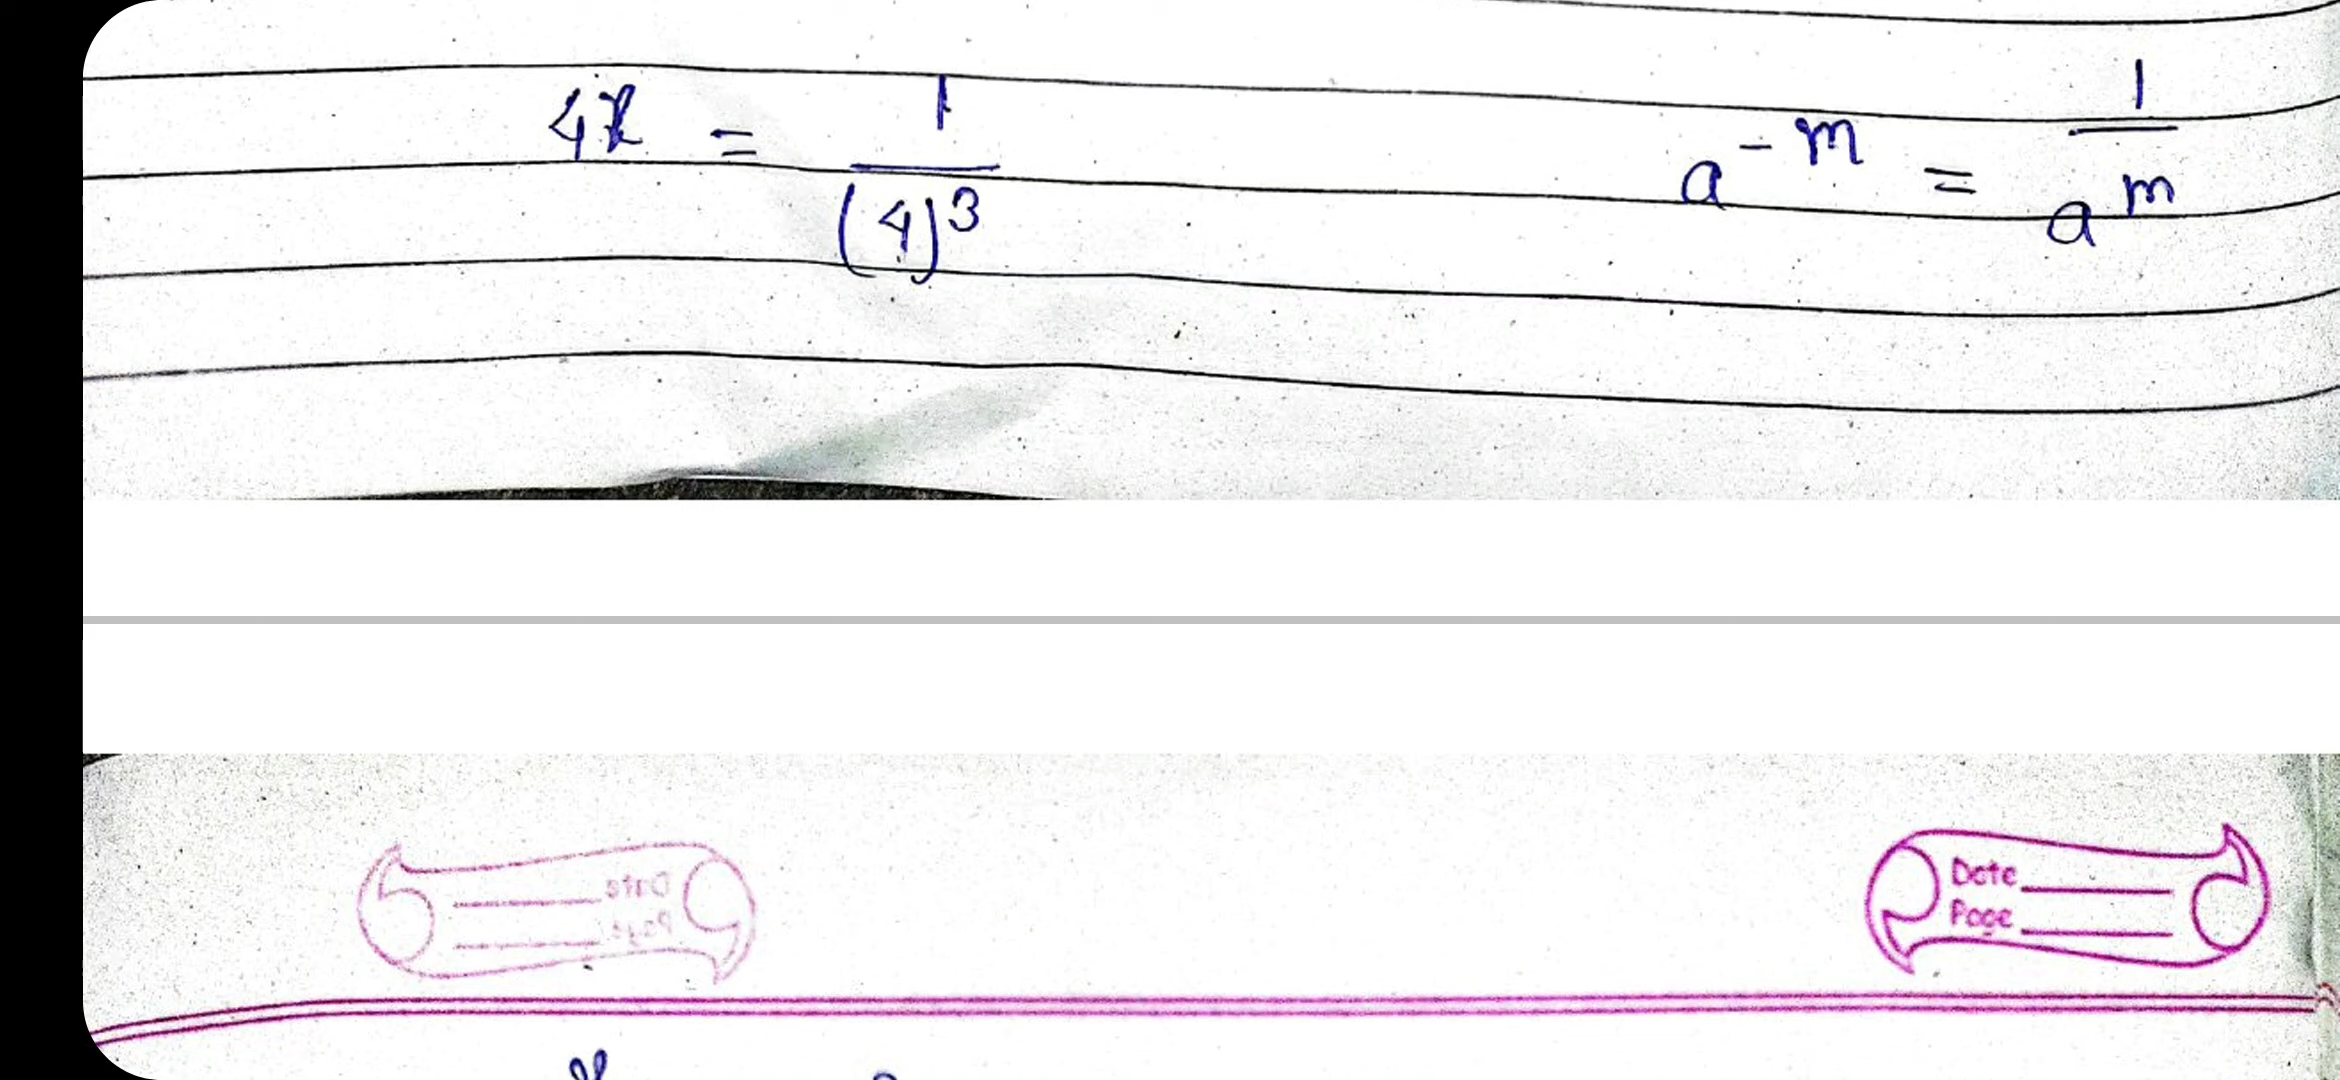 4x = 1/(4)³
a⁻ᵐ = 1/aᵐ
Date
Page